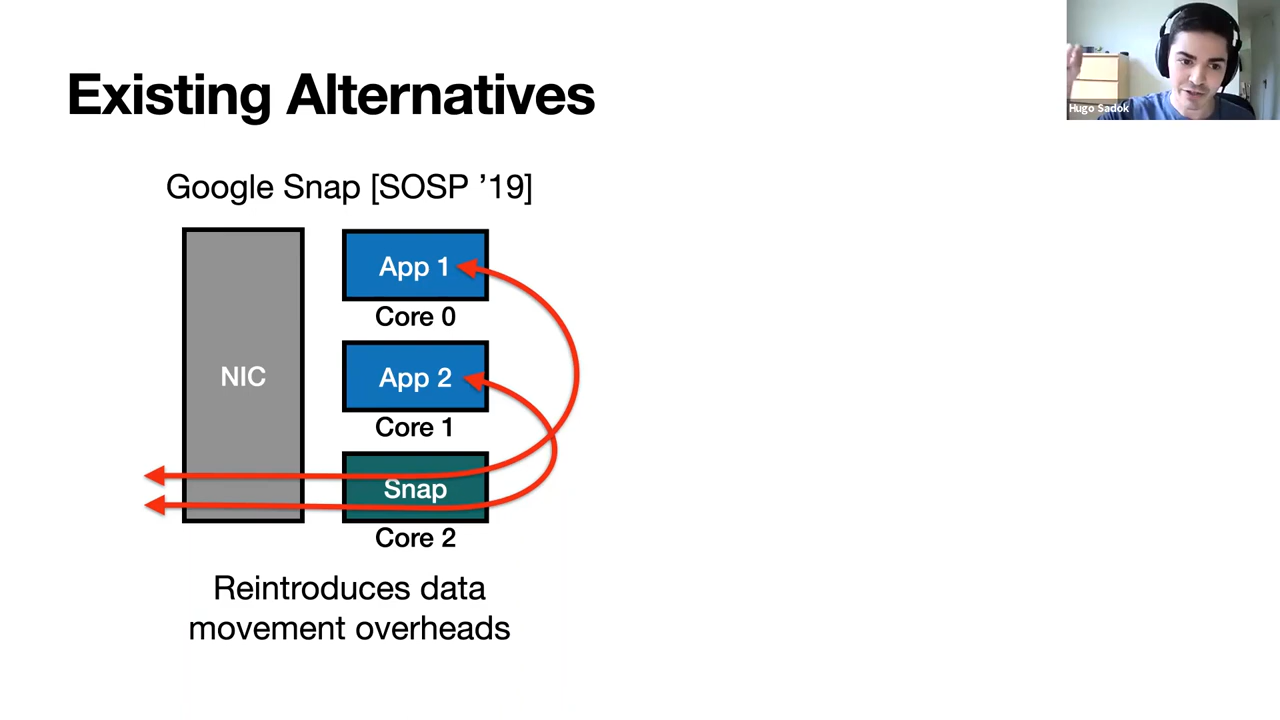 Existing Alternatives
Hugo Sadok
Google Snap [SOSP ’19]
NIC
App 1
Core 0
App 2
Core 1
Snap
Core 2
Reintroduces data
movement overheads